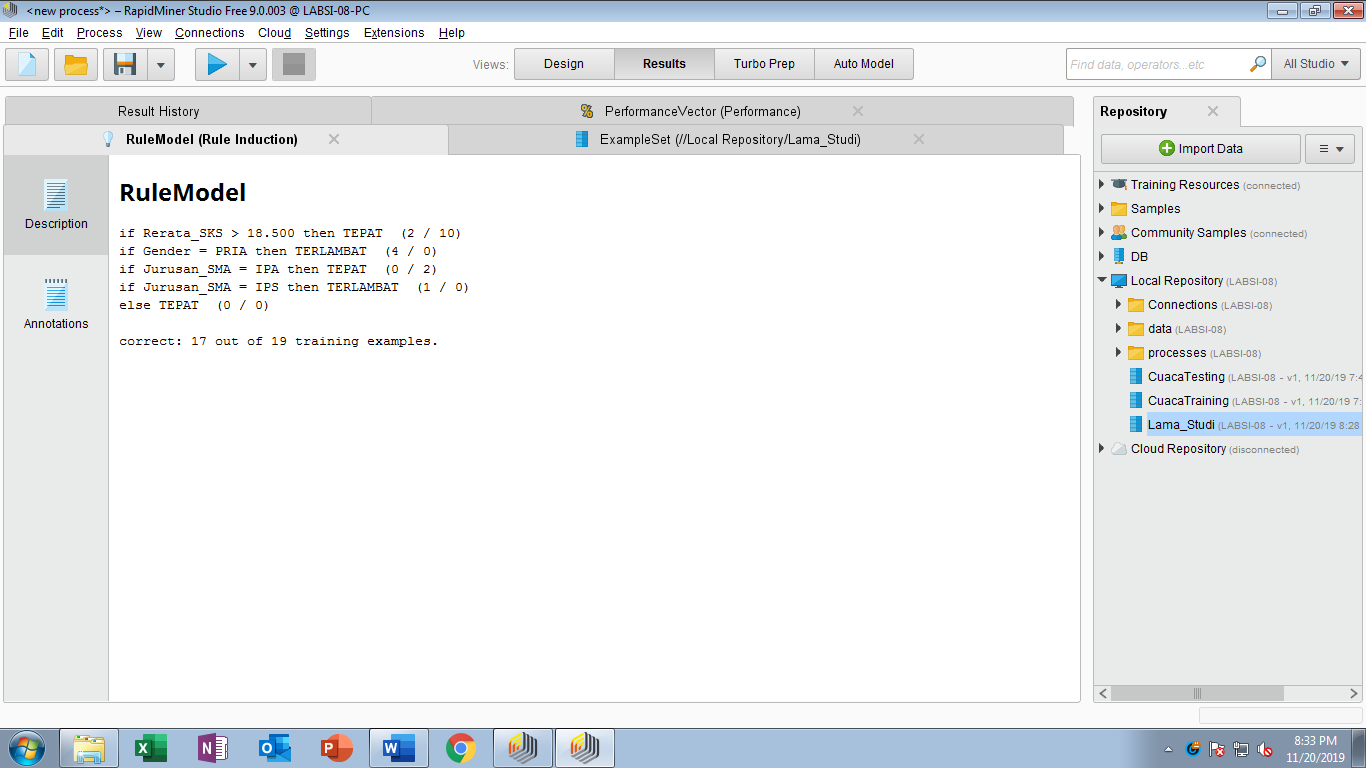 <new process*> – RapidMiner Studio Free 9.0.003 @ LABSI-08-PC
File Edit Process View Connections Cloud Settings Extensions Help
Views: Design Results Turbo Prep Auto Model
Find data, operators...etc
All Studio
Result History
PerformanceVector (Performance)
RuleModel (Rule Induction)
ExampleSet (//Local Repository/Lama_Studi)
Description
Annotations
RuleModel
if Rerata_SKS > 18.500 then TEPAT  (2 / 10)
if Gender = PRIA then TERLAMBAT  (4 / 0)
if Jurusan_SMA = IPA then TEPAT  (0 / 2)
if Jurusan_SMA = IPS then TERLAMBAT  (1 / 0)
else TEPAT  (0 / 0)
correct: 17 out of 19 training examples.
Repository
Import Data
Training Resources (connected)
Samples
Community Samples (connected)
DB
Local Repository (LABSI-08)
Connections (LABSI-08)
data (LABSI-08)
processes (LABSI-08)
CuacaTesting (LABSI-08 - v1, 11/20/19 7:4
CuacaTraining (LABSI-08 - v1, 11/20/19 7:
Lama_Studi (LABSI-08 - v1, 11/20/19 8:28
Cloud Repository (disconnected)
8:33 PM
11/20/2019